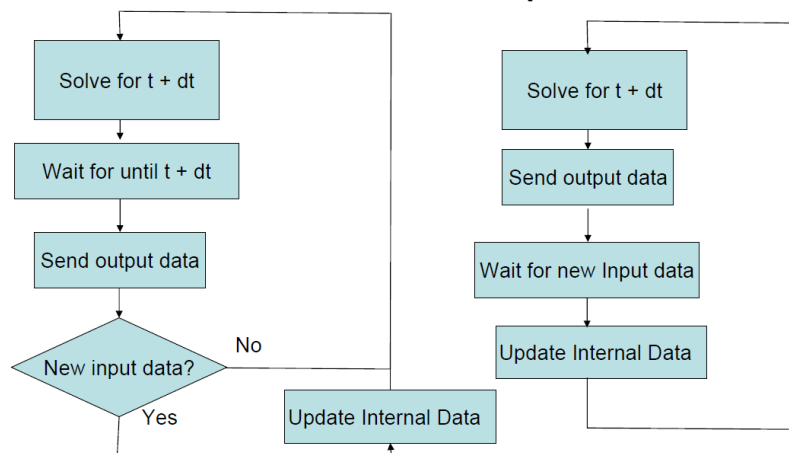 Solve for t + dt
Wait for until t + dt
Send output data
New input data?
No
Yes
Update Internal Data
Solve for t + dt
Send output data
Wait for new Input data
Update Internal Data